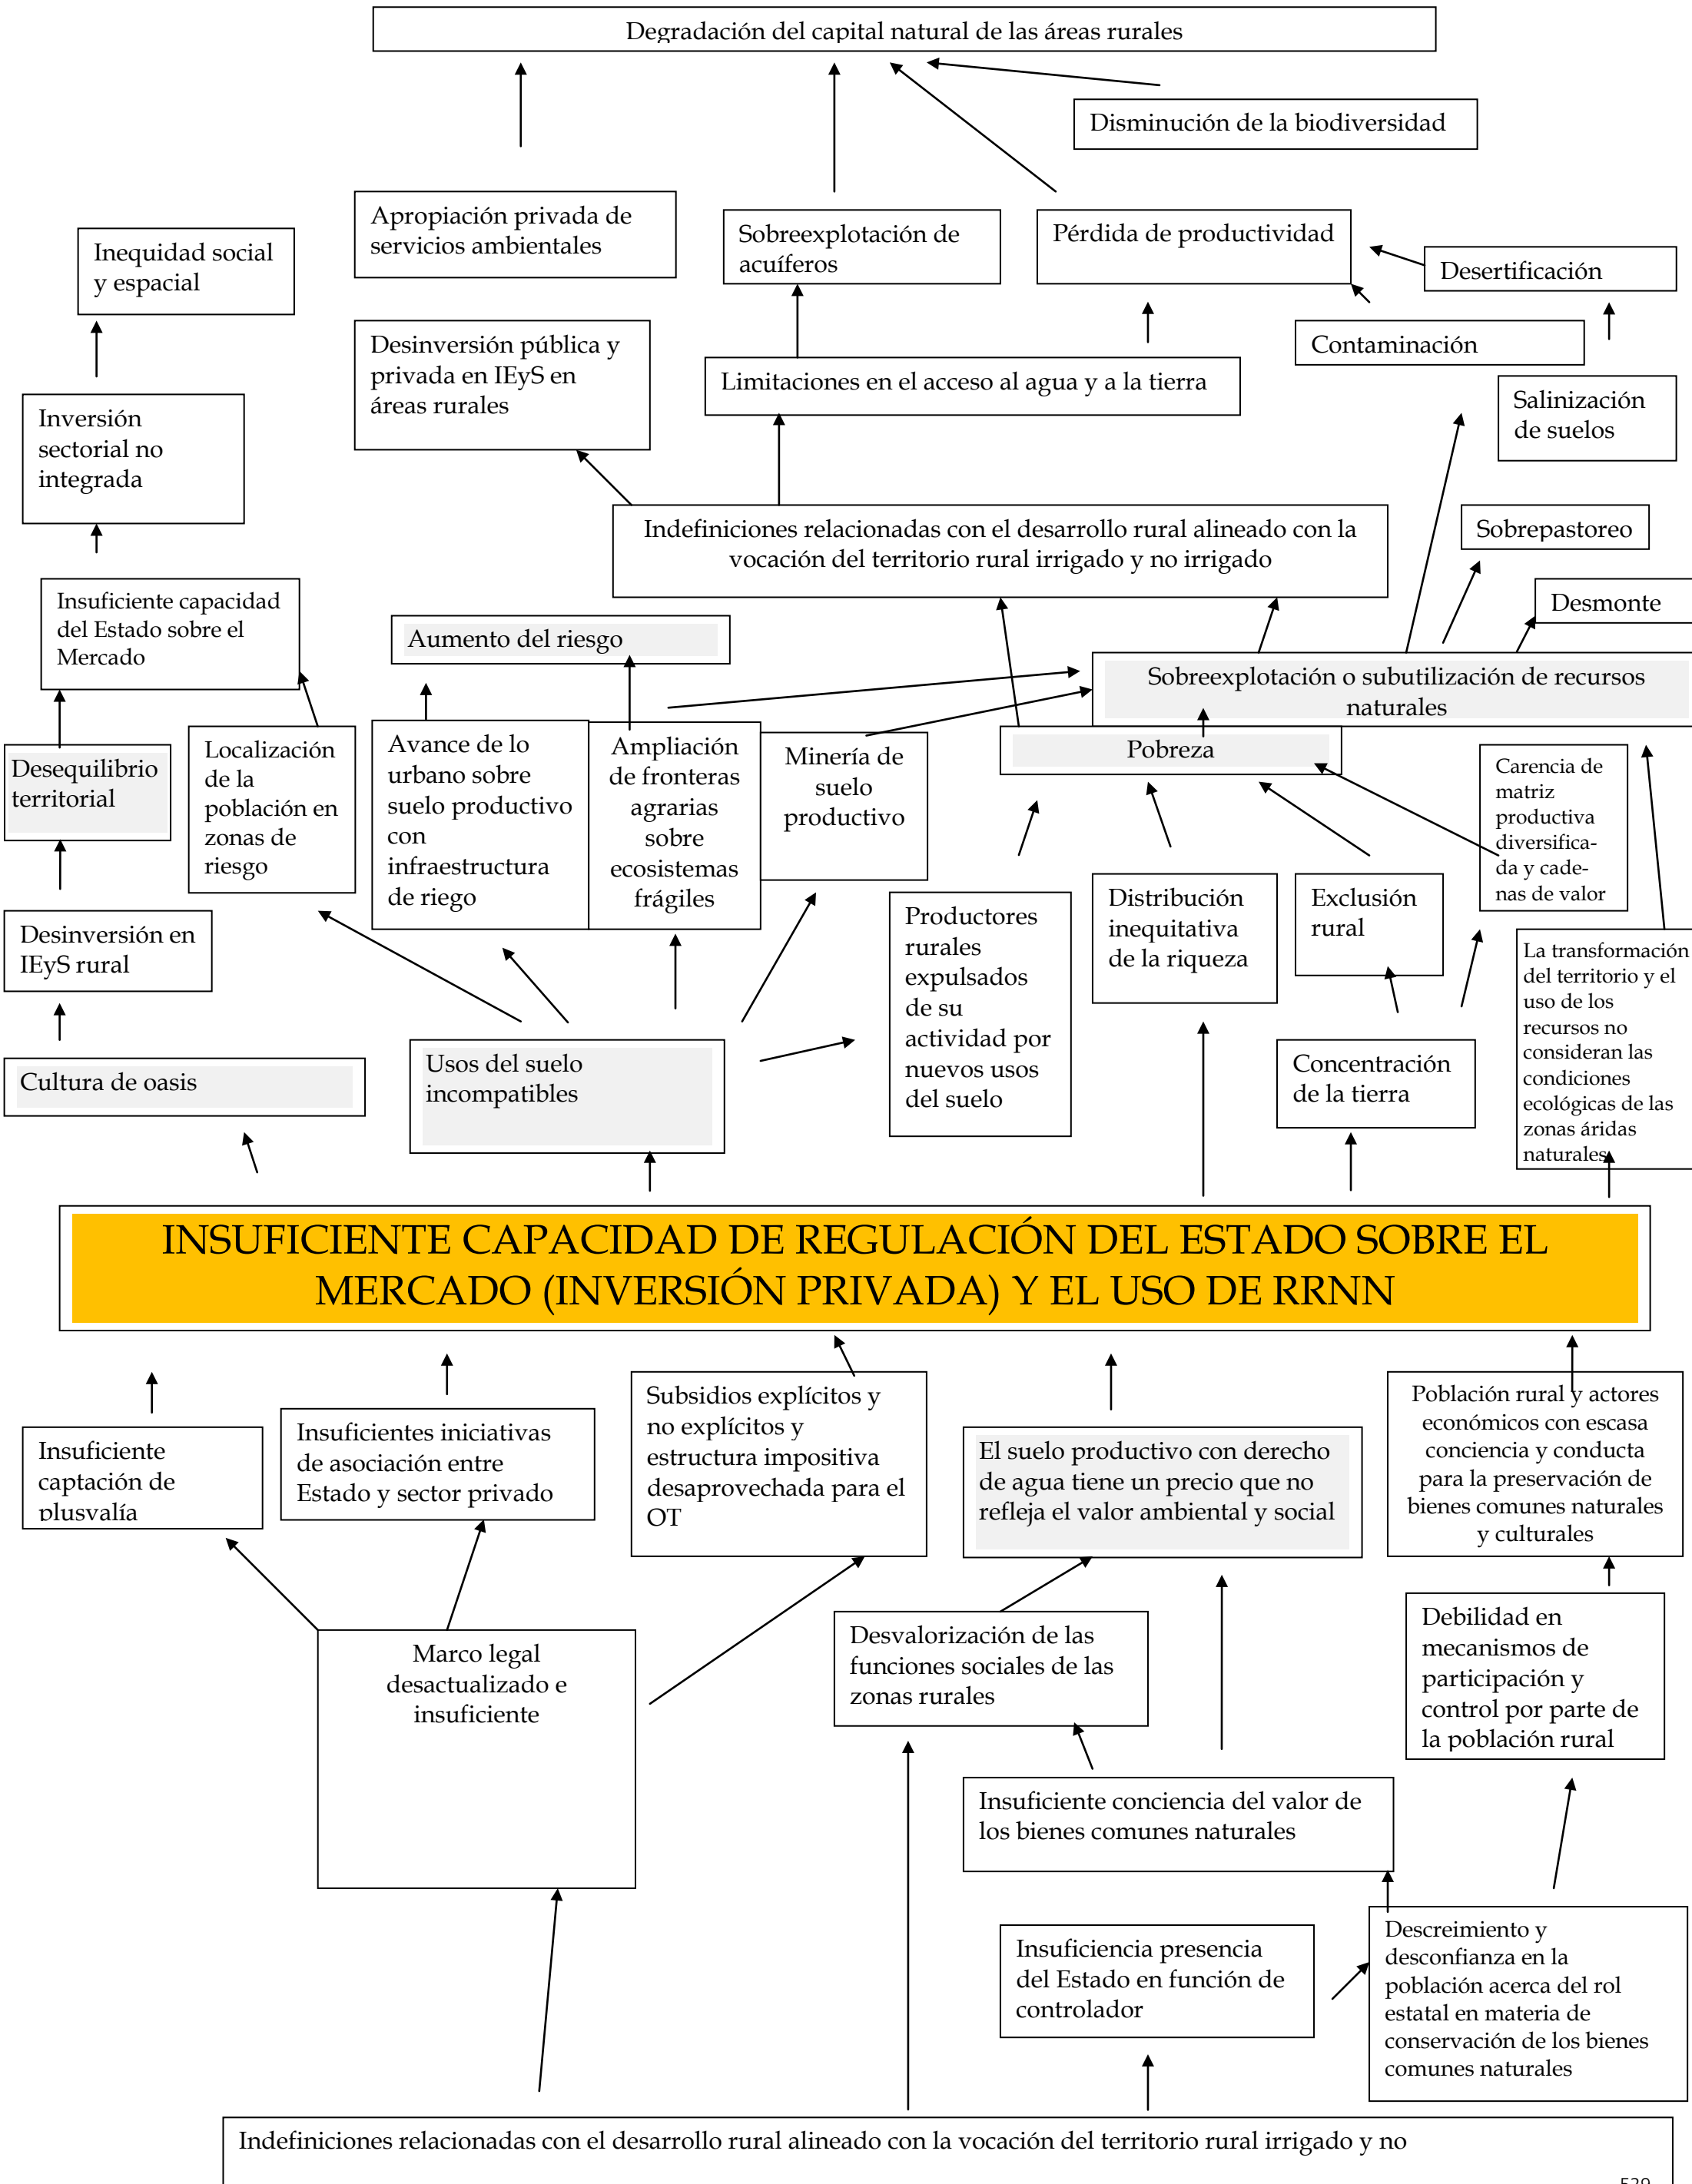 Degradación del capital natural de las áreas rurales
Disminución de la biodiversidad
Apropiación privada de
servicios ambientales
Sobreexplotación de
acuíferos
Pérdida de productividad
Inequidad social
y espacial
Desertificación
Desinversión pública y
privada en IEyS en
áreas rurales
Contaminación
Limitaciones en el acceso al agua y a la tierra
Salinización
de suelos
Inversión
sectorial no
integrada
Indefiniciones relacionadas con el desarrollo rural alineado con la
vocación del territorio rural irrigado y no irrigado
Sobrepastoreo
Insuficiente capacidad
del Estado sobre el
Mercado
Desmonte
Aumento del riesgo
Sobreexplotación o subutilización de recursos
naturales
Desequilibrio
territorial
Localización
de la
población en
zonas de
riesgo
Avance de lo
urbano sobre
suelo productivo
con
infraestructura
de riego
Ampliación
de fronteras
agrarias
sobre
ecosistemas
frágiles
Minería de
suelo
productivo
Pobreza
Carencia de
matriz
productiva
diversifica-
da y cade-
nas de valor
Desinversión en
IEyS rural
Productores
rurales
expulsados
de su
actividad por
nuevos usos
del suelo
Distribución
inequitativa
de la riqueza
Exclusión
rural
La transformación
del territorio y el
uso de los
recursos no
consideran las
condiciones
ecológicas de las
zonas áridas
naturales
Cultura de oasis
Usos del suelo
incompatibles
Concentración
de la tierra
INSUFICIENTE CAPACIDAD DE REGULACIÓN DEL ESTADO SOBRE EL
MERCADO (INVERSIÓN PRIVADA) Y EL USO DE RRNN
Insuficiente
captación de
plusvalía
Insuficientes iniciativas
de asociación entre
Estado y sector privado
Subsidios explícitos y
no explícitos y
estructura impositiva
desaprovechada para el
OT
El suelo productivo con derecho
de agua tiene un precio que no
refleja el valor ambiental y social
Población rural y actores
económicos con escasa
conciencia y conducta
para la preservación de
bienes comunes naturales
y culturales
Marco legal
desactualizado e
insuficiente
Desvalorización de las
funciones sociales de las
zonas rurales
Debilidad en
mecanismos de
participación y
control por parte de
la población rural
Insuficiente conciencia del valor de
los bienes comunes naturales
Insuficiencia presencia
del Estado en función de
controlador
Descreimiento y
desconfianza en la
población acerca del rol
estatal en materia de
conservación de los bienes
comunes naturales
Indefiniciones relacionadas con el desarrollo rural alineado con la vocación del territorio rural irrigado y no